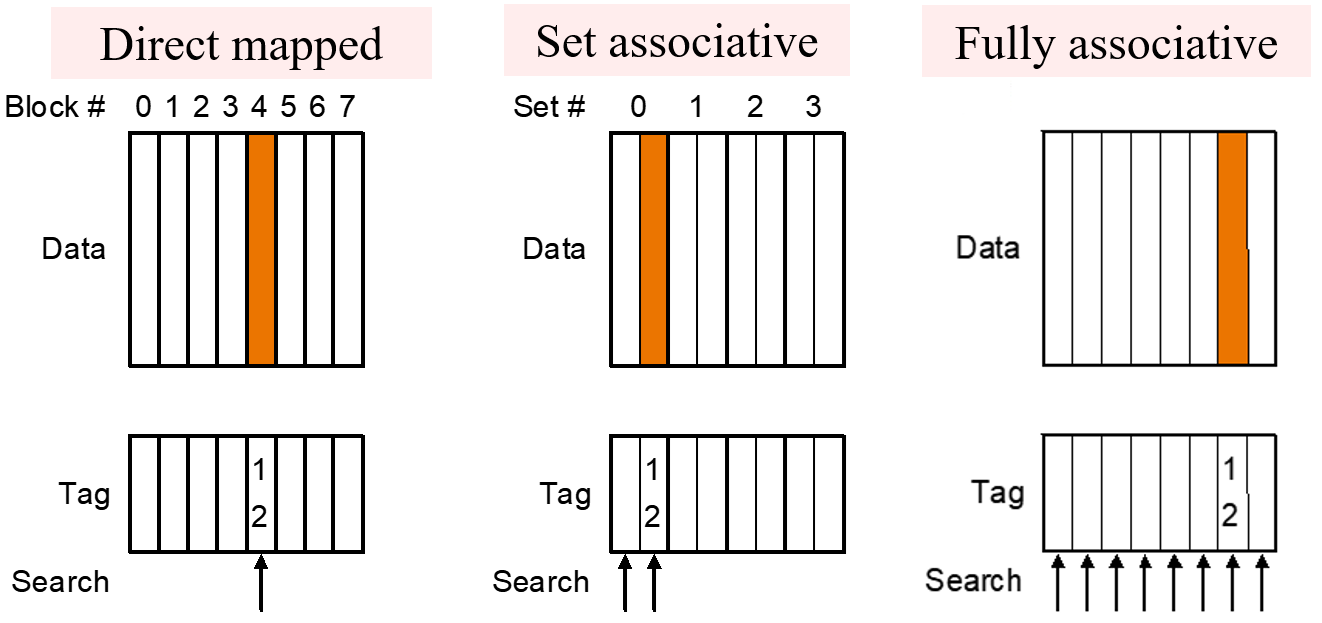 Direct mapped
Set associative
Fully associative
Block # 0 1 2 3 4 5 6 7
Set # 0 1 2 3
Data
Data
Data
Tag
1
2
Tag
1
2
Tag
1
2
Search
Search
Search